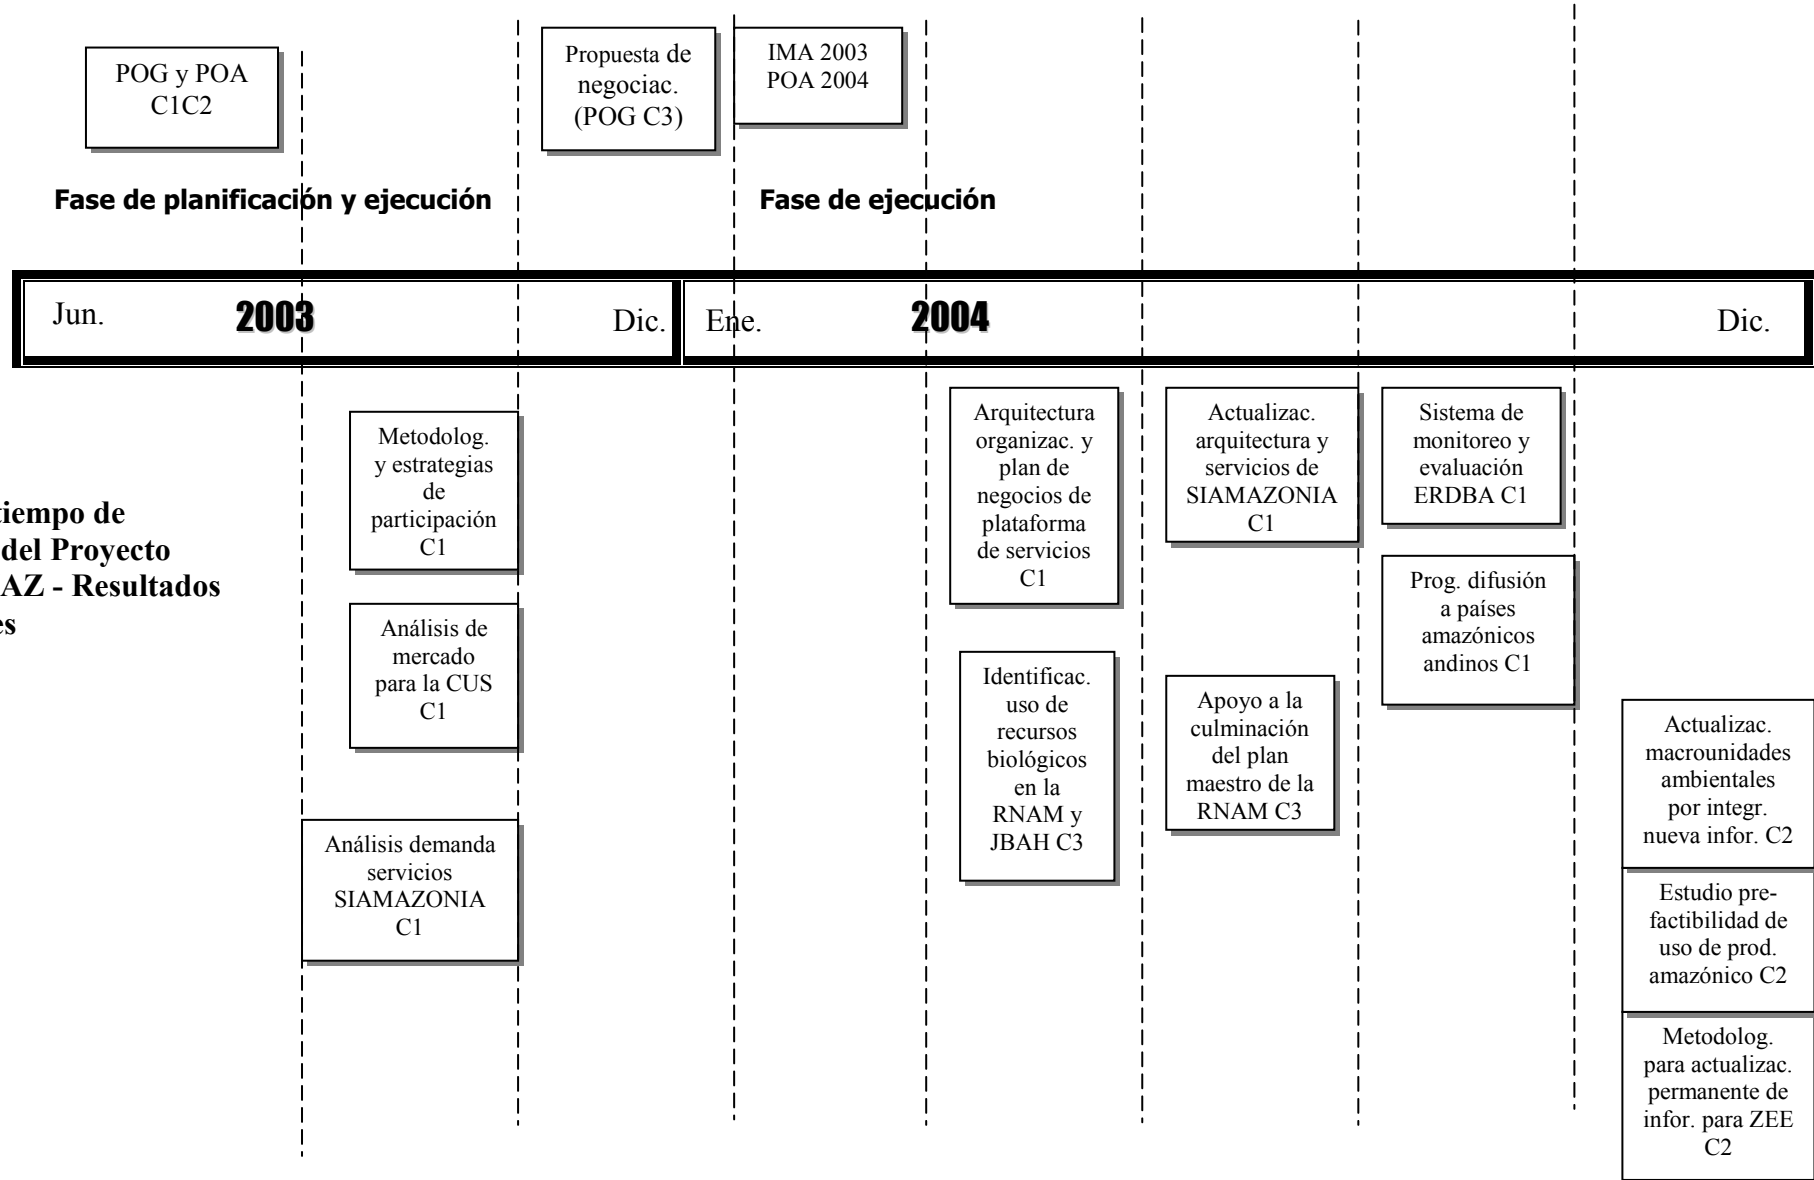 POG y POA
C1C2
Propuesta de
negociac.
(POG C3)
IMA 2003
POA 2004
Fase de planificación y ejecución
Fase de ejecución
Jun.
2003
Dic.
Ene.
2004
Dic.
tiempo de
del Proyecto
AZ - Resultados
es
Metodolog.
y estrategias
de
participación
C1
Análisis de
mercado
para la CUS
C1
Análisis demanda
servicios
SIAMAZONIA
C1
Arquitectura
organizac. y
plan de
negocios de
plataforma
de servicios
C1
Identificac.
uso de
recursos
biológicos
en la
RNAM y
JBAH C3
Actualizac.
arquitectura y
servicios de
SIAMAZONIA
C1
Apoyo a la
culminación
del plan
maestro de la
RNAM C3
Sistema de
monitoreo y
evaluación
ERDBA C1
Prog. difusión
a países
amazónicos
andinos C1
Actualizac.
macrounidades
ambientales
por integr.
nueva infor. C2
Estudio pre-
factibilidad de
uso de prod.
amazónico C2
Metodolog.
para actualizac.
permanente de
infor. para ZEE
C2